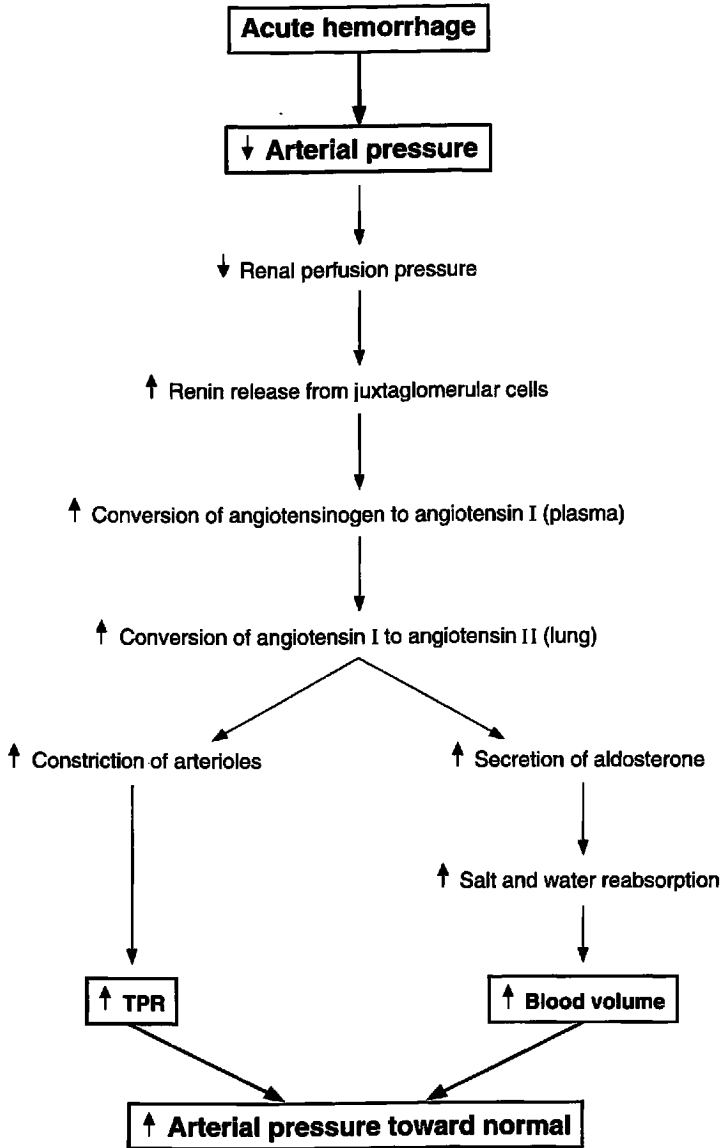 Acute hemorrhage
↓ Arterial pressure
↓ Renal perfusion pressure
↑ Renin release from juxtaglomerular cells
↑ Conversion of angiotensinogen to angiotensin I (plasma)
↑ Conversion of angiotensin I to angiotensin II (lung)
↑ Constriction of arterioles
↑ Secretion of aldosterone
↑ Salt and water reabsorption
↑ TPR
↑ Blood volume
↑ Arterial pressure toward normal